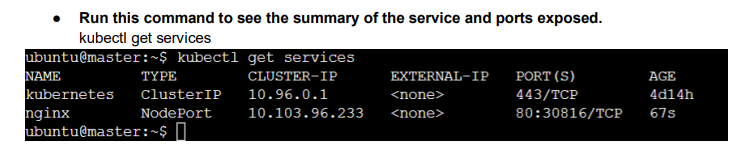 ● Run this command to see the summary of the service and ports exposed.
kubectl get services
ubuntu@master:~$ kubectl get services
NAME TYPE CLUSTER-IP EXTERNAL-IP PORT(S) AGE
kubernetes ClusterIP 10.96.0.1 <none> 443/TCP 4d14h
nginx NodePort 10.103.96.233 <none> 80:30816/TCP 67s
ubuntu@master:~$